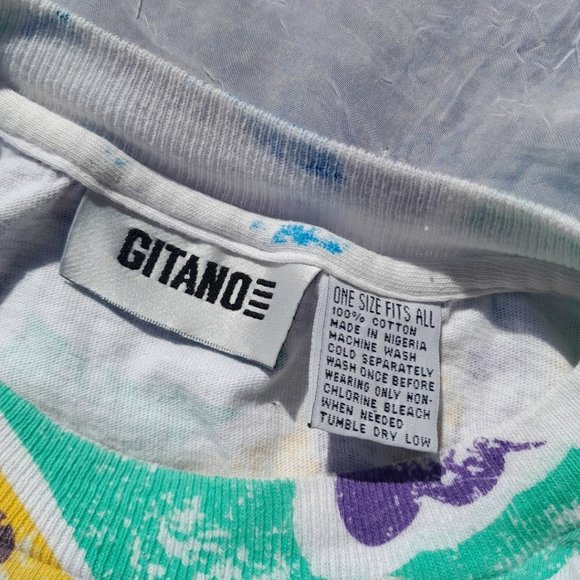 GITANO
ONE SIZE FITS ALL
100% COTTON
MADE IN NIGERIA
MACHINE WASH
COLD SEPARATELY
WASH ONCE BEFORE
WEARING ONLY NON-
CHLORINE BLEACH
WHEN NEEDED
TUMBLE DRY LOW